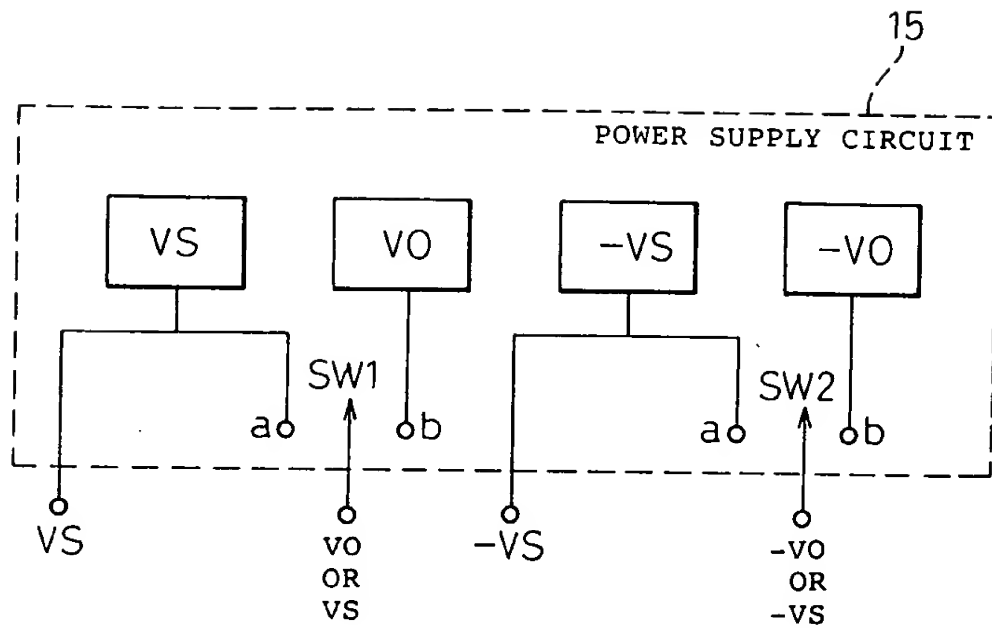 15
POWER SUPPLY CIRCUIT
VS
VO
-VS
-VO
SW1
SW2
a
b
a
b
VS
VO
OR
VS
-VS
-VO
OR
-VS